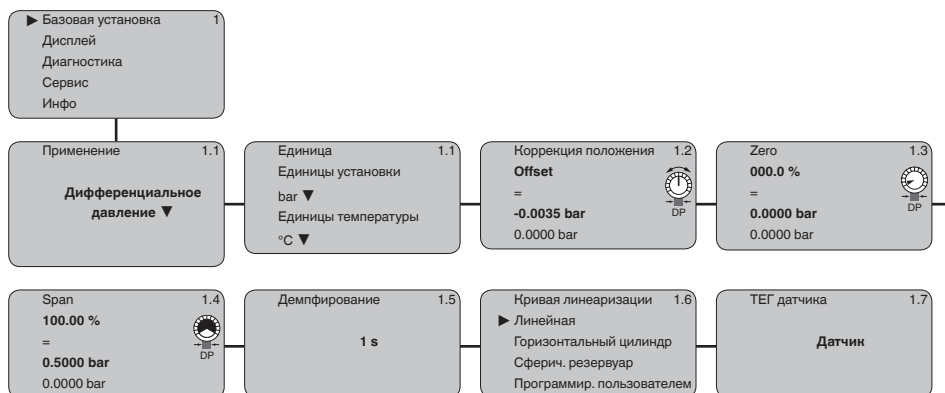 ▶ Базовая установка 1
Дисплей
Диагностика
Сервис
Инфо
Применение 1.1
Дифференциальное
давление ▼
Единица 1.1
Единицы установки
bar ▼
Единицы температуры
°C ▼
Коррекция положения 1.2
Offset
=
-0.0035 bar
0.0000 bar
DP
Zero 1.3
000.0 %
=
0.0000 bar
0.0000 bar
DP
Span 1.4
100.00 %
=
0.5000 bar
0.0000 bar
DP
Демпфирование 1.5
1 s
Кривая линеаризации 1.6
▶ Линейная
Горизонтальный цилиндр
Сферич. резервуар
Программир. пользователем
ТЕГ датчика 1.7
Датчик